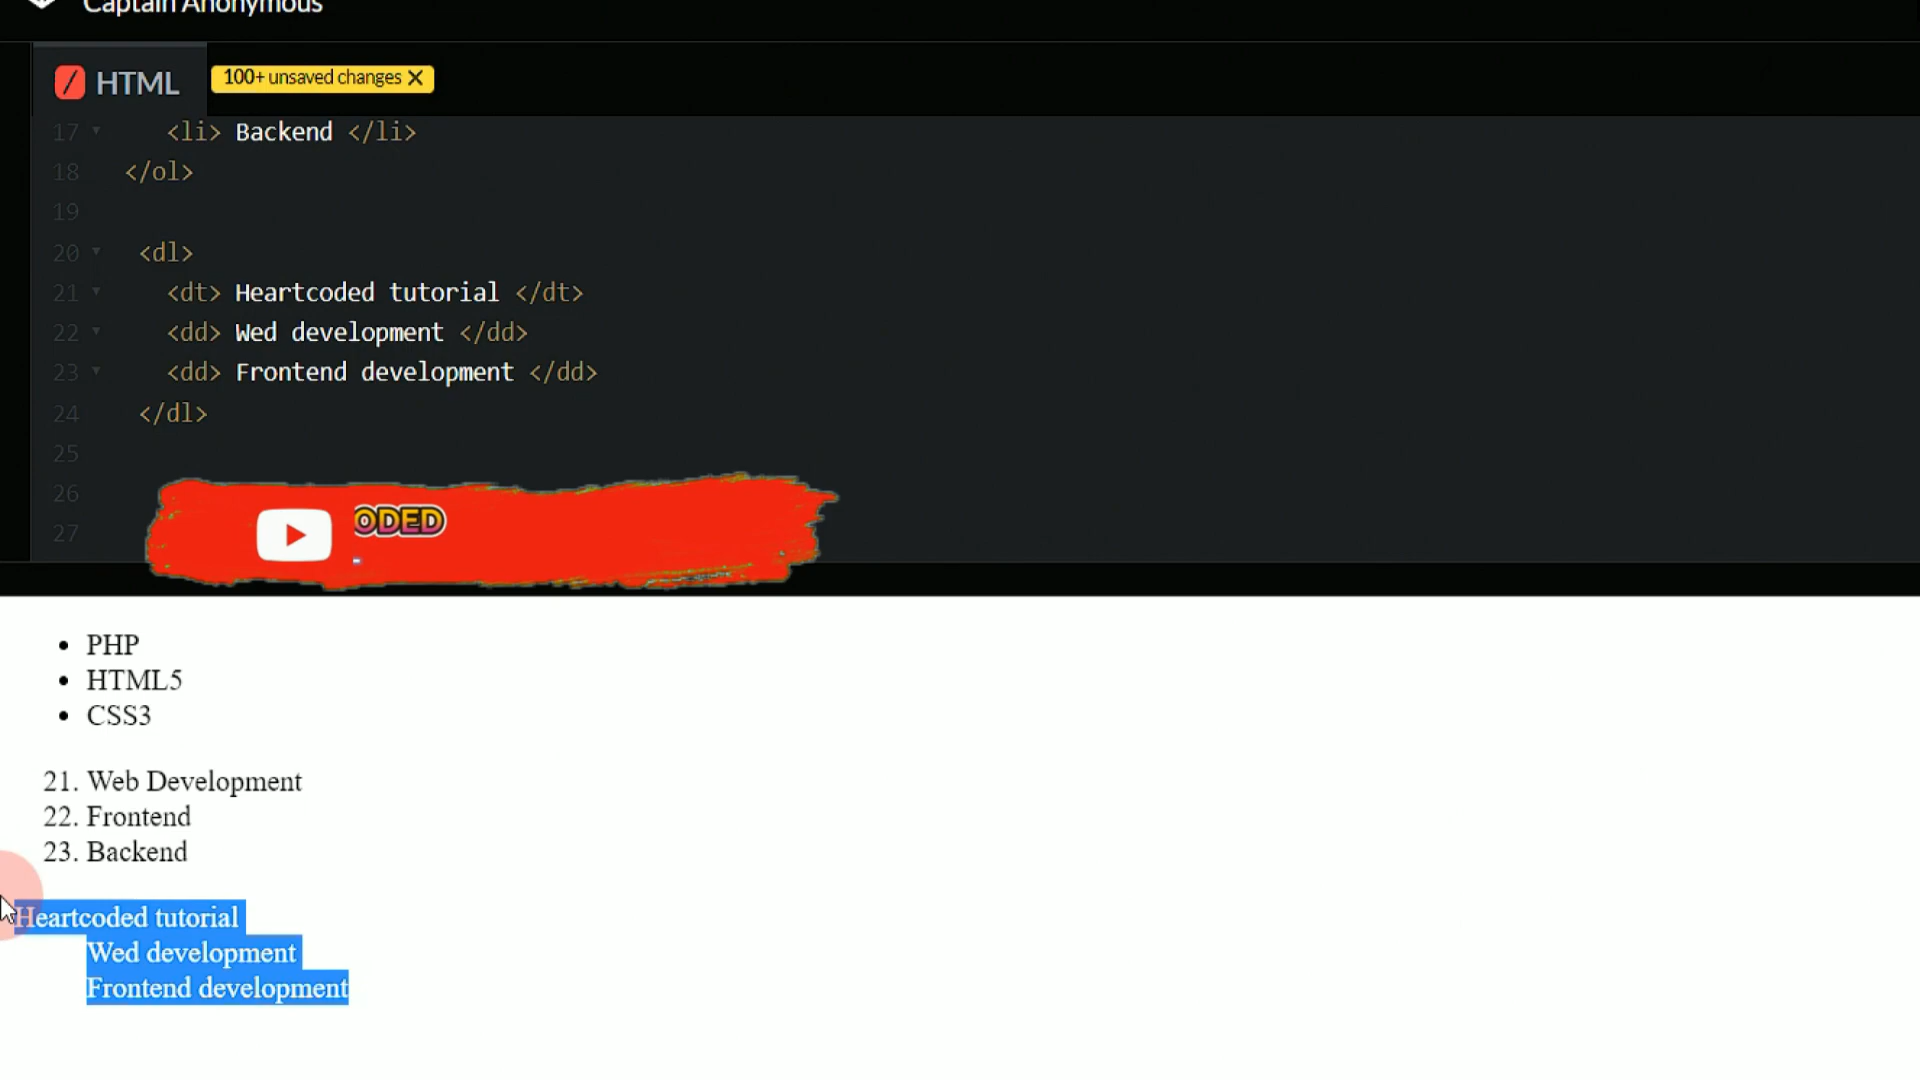 Captain Anonymous
HTML
100+ unsaved changes X
17 <li> Backend </li>
18 </ol>
19
20 <dl>
21 <dt> Heartcoded tutorial </dt>
22 <dd> Wed development </dd>
23 <dd> Frontend development </dd>
24 </dl>
25
26
27
ODED
• PHP
• HTML5
• CSS3
21. Web Development
22. Frontend
23. Backend
Heartcoded tutorial
Wed development
Frontend development